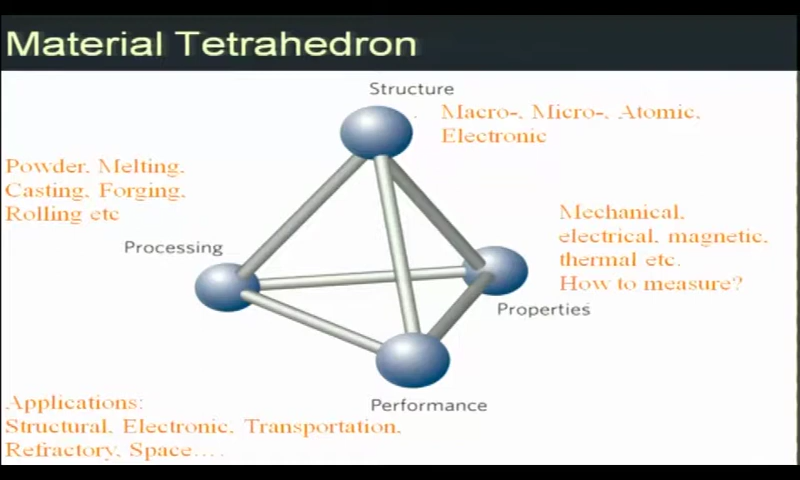 Material Tetrahedron
Structure
Macro-, Micro-, Atomic,
Electronic
Powder, Melting,
Casting, Forging,
Rolling etc
Mechanical,
electrical, magnetic,
thermal etc.
How to measure?
Processing
Properties
Applications:
Structural, Electronic, Transportation,
Refractory, Space….
Performance